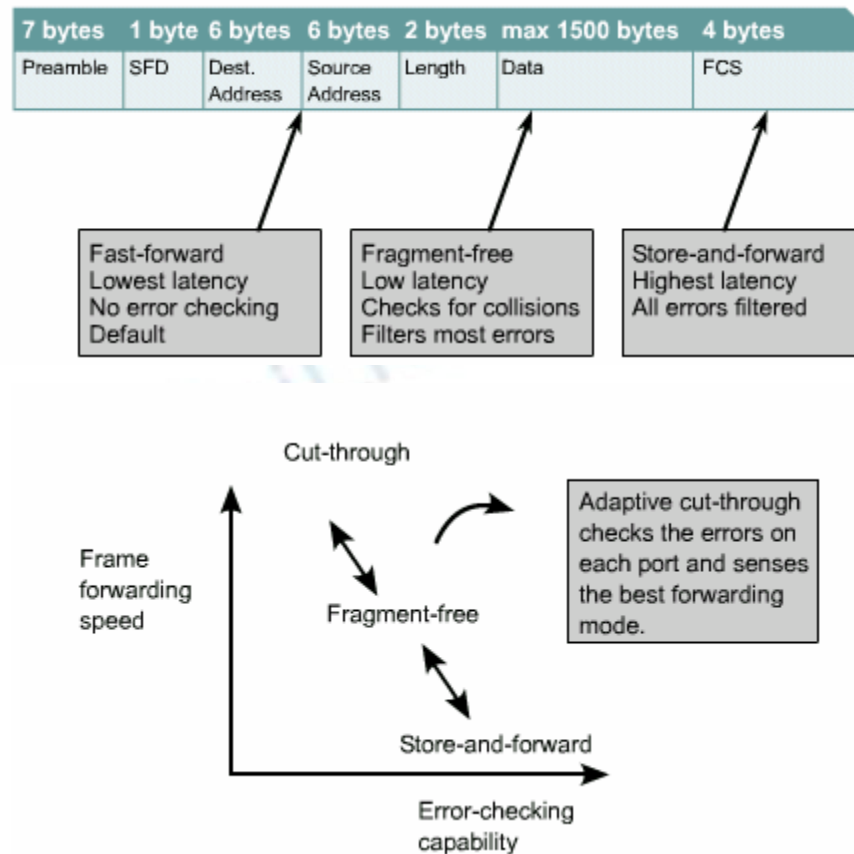 7 bytes 1 byte 6 bytes 6 bytes 2 bytes max 1500 bytes 4 bytes
Preamble SFD Dest. Source Length Data FCS
Address Address
Fast-forward
Lowest latency
No error checking
Default
Fragment-free
Low latency
Checks for collisions
Filters most errors
Store-and-forward
Highest latency
All errors filtered
Cut-through
Adaptive cut-through
checks the errors on
each port and senses
the best forwarding
mode.
Frame
forwarding
speed
Fragment-free
Store-and-forward
Error-checking
capability